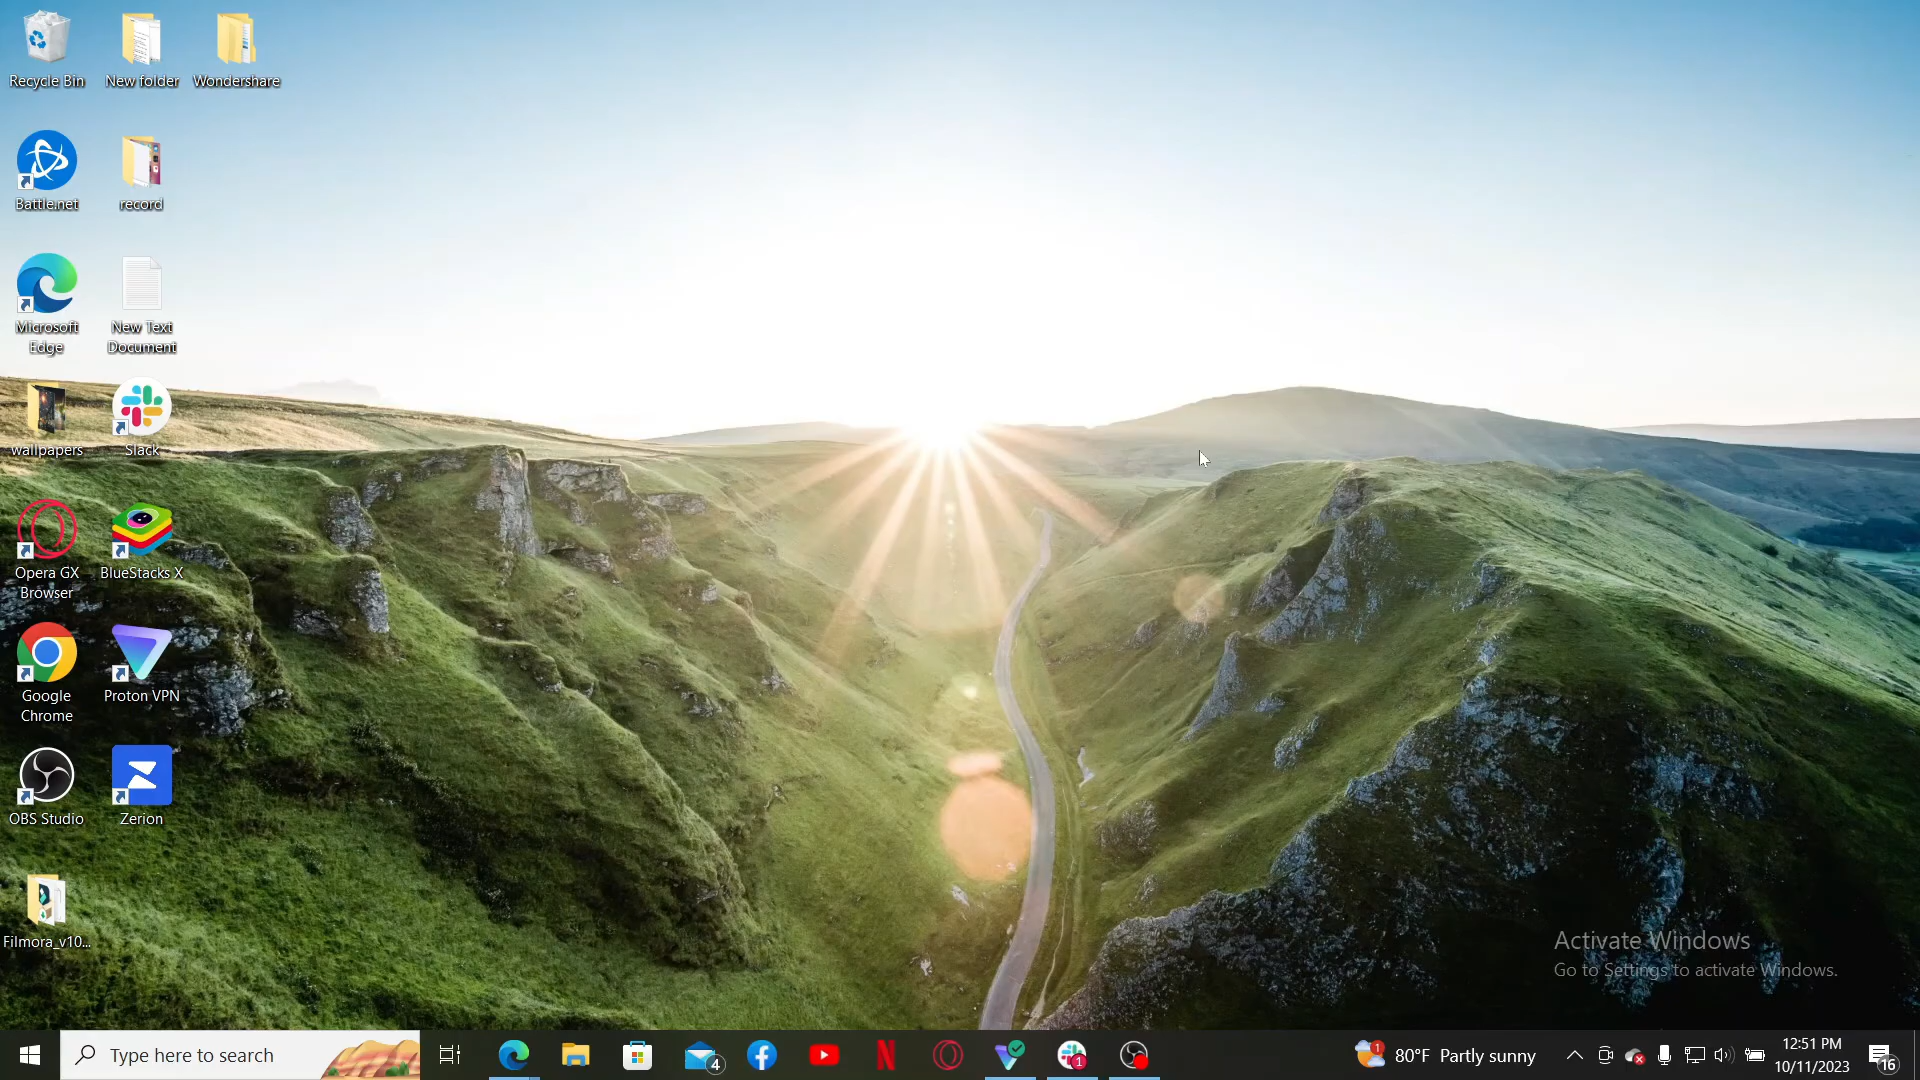 Recycle Bin
New folder
Wondershare
Battle.net
record
Microsoft
Edge
New Text
Document
wallpapers
Slack
Opera GX
Browser
BlueStacks X
Google
Chrome
Proton VPN
OBS Studio
Zerion
Filmora_v10...
Activate Windows
Go to Settings to activate Windows.
Type here to search
4
1
1
80°F Partly sunny
12:51 PM
10/11/2023
16